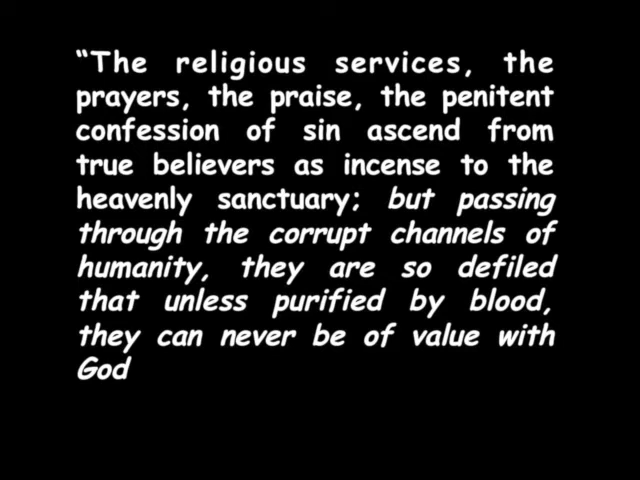 “The religious services, the
prayers, the praise, the penitent
confession of sin ascend from
true believers as incense to the
heavenly sanctuary; but passing
through the corrupt channels of
humanity, they are so defiled
that unless purified by blood,
they can never be of value with
God